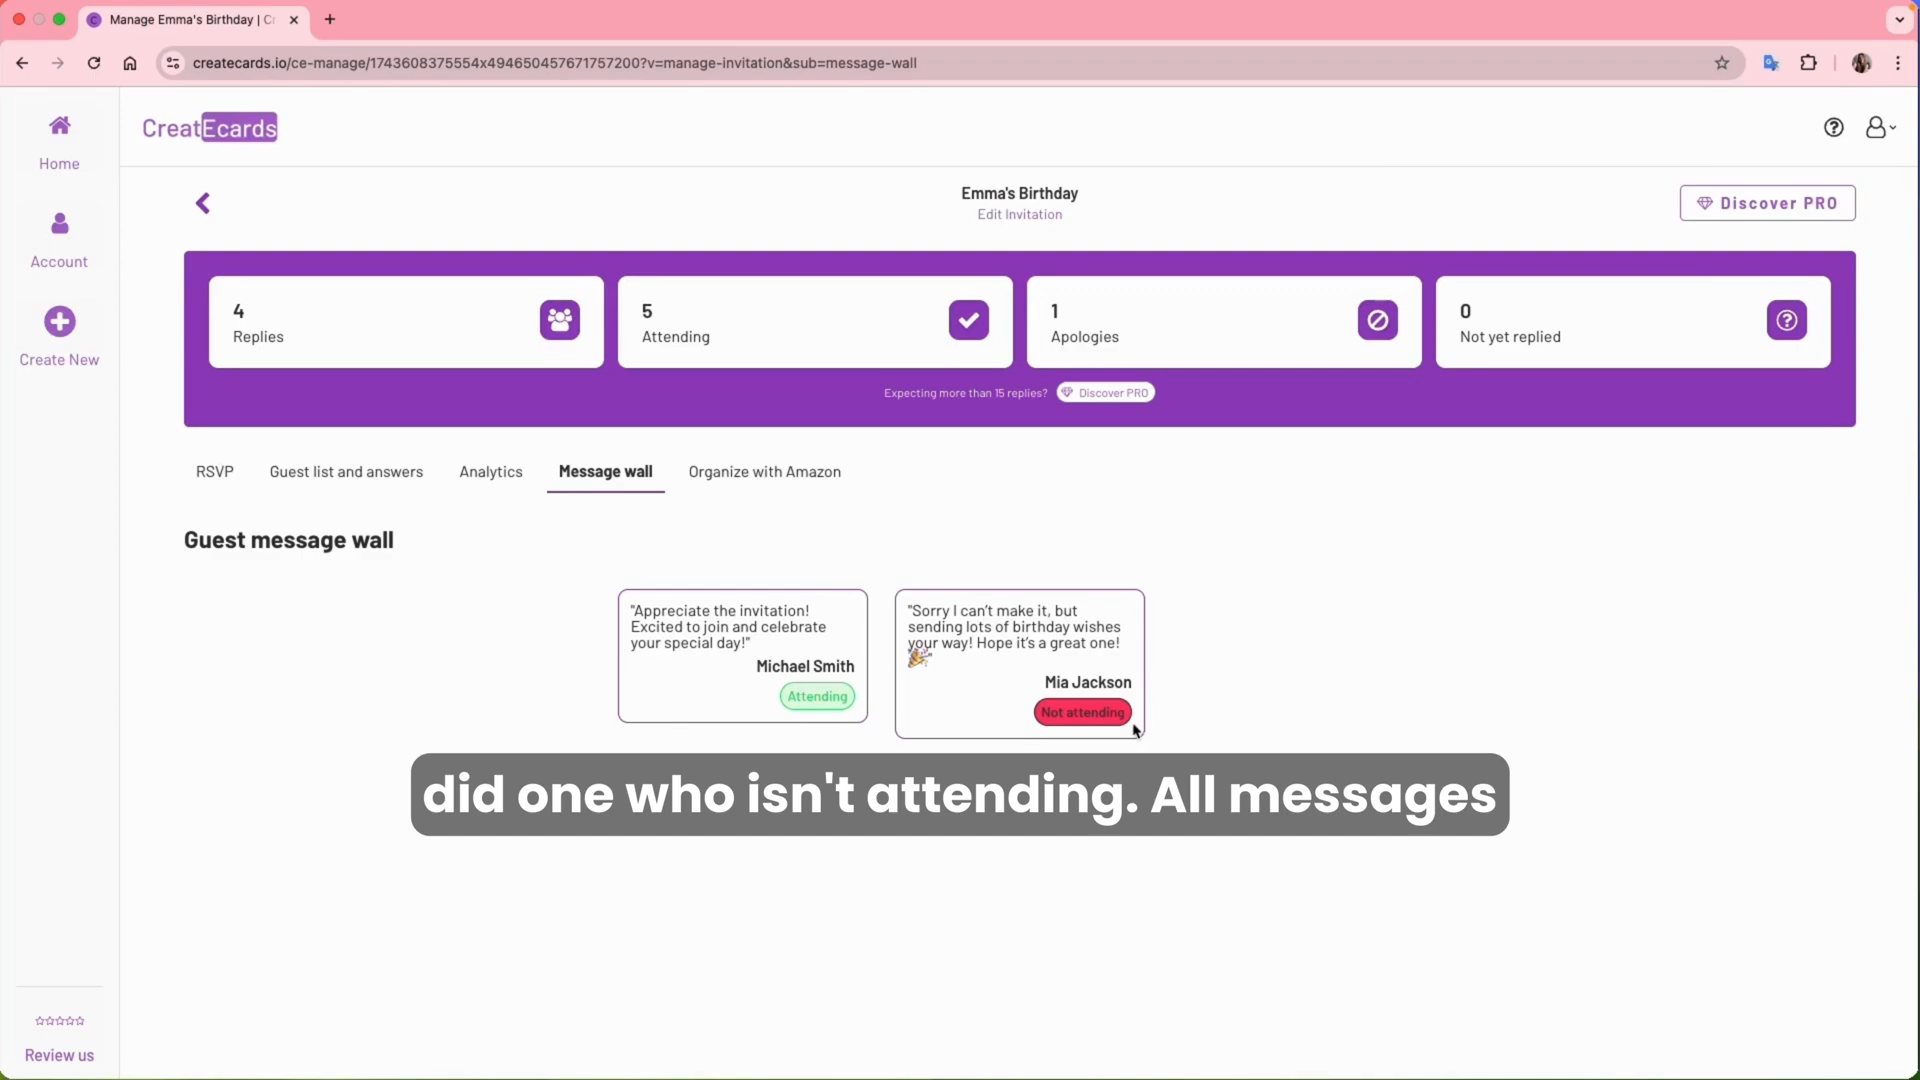 Manage Emma's Birthday | C
createcards.io/ce-manage/1743608375554x494650457671757200?v=manage-invitation&sub=message-wall
Home
Account
Create New
CreatEcards
Emma's Birthday
Edit Invitation
Discover PRO
4
Replies
5
Attending
1
Apologies
0
Not yet replied
Expecting more than 15 replies?
Discover PRO
RSVP
Guest list and answers
Analytics
Message wall
Organize with Amazon
Guest message wall
"Appreciate the invitation!
Excited to join and celebrate
your special day!"
Michael Smith
Attending
"Sorry I can't make it, but
sending lots of birthday wishes
your way! Hope it's a great one!
🎉"
Mia Jackson
Not attending
did one who isn't attending. All messages
Review us